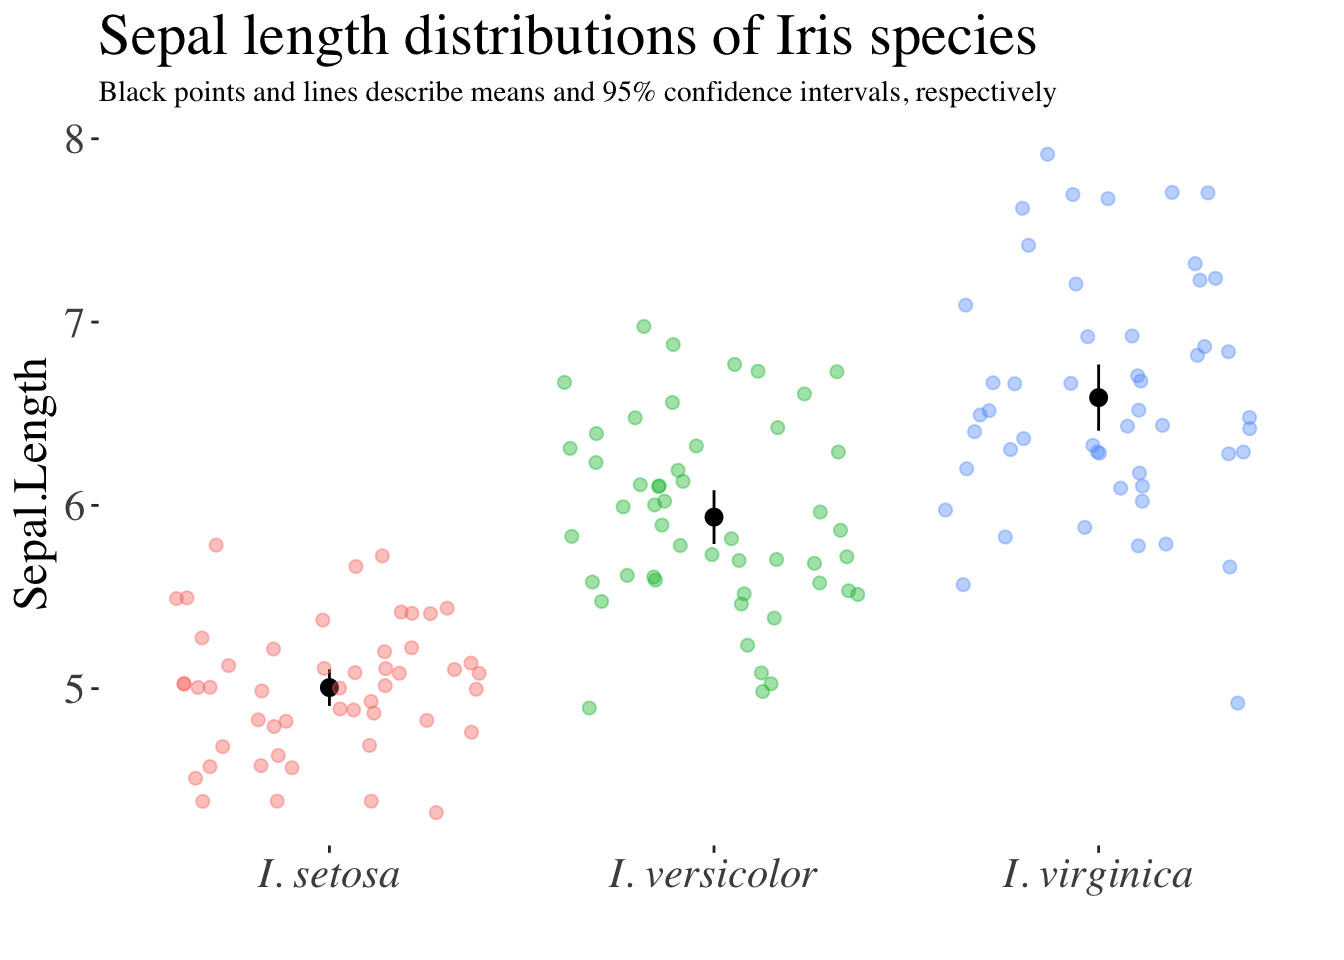 Sepal length distributions of Iris species
Black points and lines describe means and 95% confidence intervals, respectively
8
7
6
5
Sepal.Length
I. setosa
I. versicolor
I. virginica